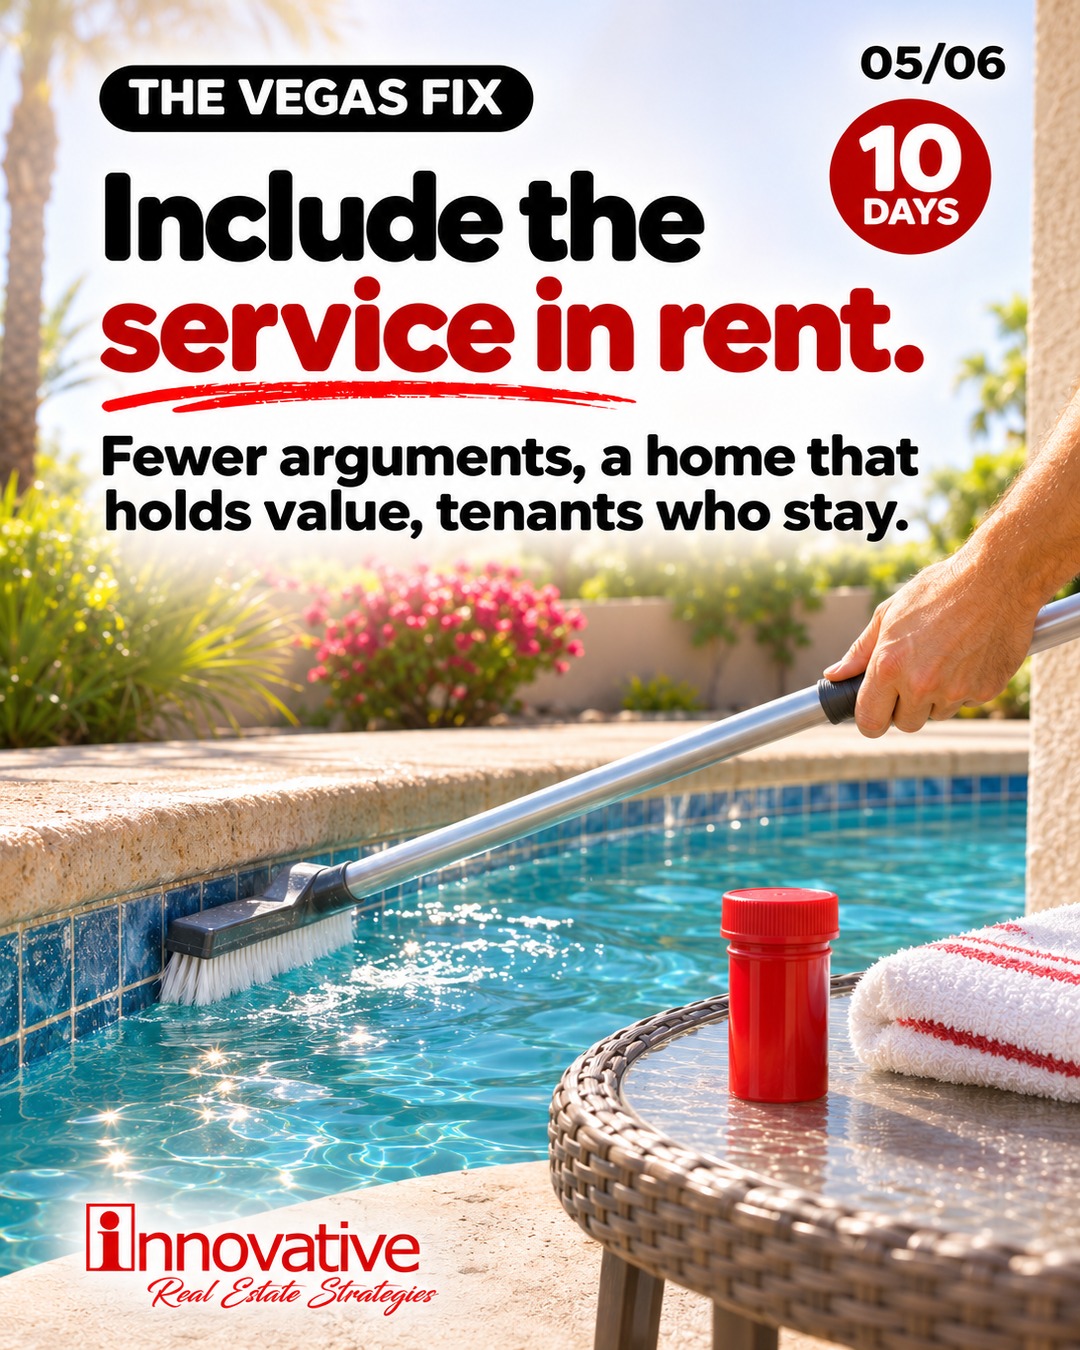 THE VEGAS FIX
05/06
10
DAYS
Include the
service in rent.
Fewer arguments, a home that
holds value, tenants who stay.
innovative
Real Estate Strategies